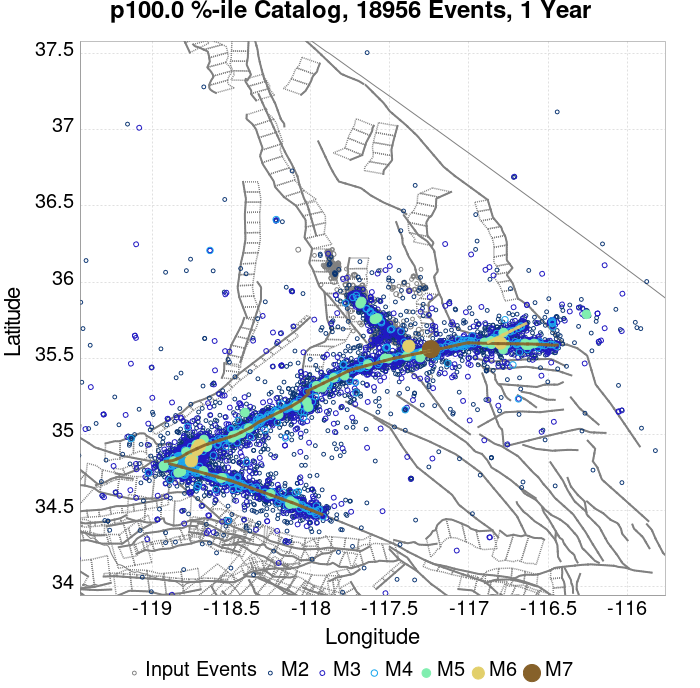 p100.0 %-ile Catalog, 18956 Events, 1 Year
37.5
37
36.5
36
35.5
35
34.5
34
Latitude
-119
-118.5
-118
-117.5
-117
-116.5
-116
Longitude
Input Events
M2
M3
M4
M5
M6
M7